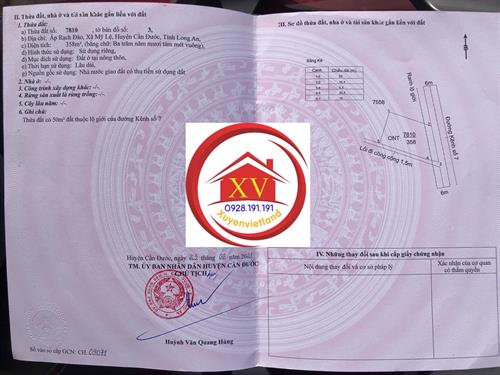 II. Thửa đất, nhà ở và tài sản khác gắn liền với đất
1. Thửa đất:
a) Thửa đất số: 7810 , tờ bản đồ số: 3,
b) Địa chỉ: Ấp Rạch Đào, Xã Mỹ Lệ, Huyện Cần Đước, Tỉnh Long An,
c) Diện tích: 358m², (bằng chữ: Ba trăm năm mươi tám mét vuông),
d) Hình thức sử dụng: Sử dụng riêng,
đ) Mục đích sử dụng: Đất ở tại nông thôn,
e) Thời hạn sử dụng: Lâu dài,
g) Nguồn gốc sử dụng: Nhà nước giao đất có thu tiền sử dụng đất
2. Nhà ở: -/-
3. Công trình xây dựng khác: -/-
4. Rừng sản xuất là rừng trồng: -/-
5. Cây lâu năm: -/-
6. Ghi chú:
Thửa đất có 50m² đất thuộc lộ giới của đường Kênh số 7
Huyện Cần Đước, ngày
TM. ỦY BAN NHÂN DÂN HUYỆN CẦN ĐƯỚC
CHỦ TỊCH
Huỳnh Văn Quang Hùng
Số vào sổ cấp GCN: CH
XV
0928.191.191
Xuyenvietland
III. Sơ đồ thửa đất, nhà ở và tài sản khác gắn liền với đất
Bảng Kê
Cạnh
Chiều dài (m)
7558
Ranh lộ giới
6m
ONT
7810
358
Đường Kênh số 7
Lối đi công cộng 1,5m
6m
IV. Những thay đổi sau khi cấp giấy chứng nhận
Nội dung thay đổi và cơ sở pháp lý
Xác nhận của cơ quan
có thẩm quyền